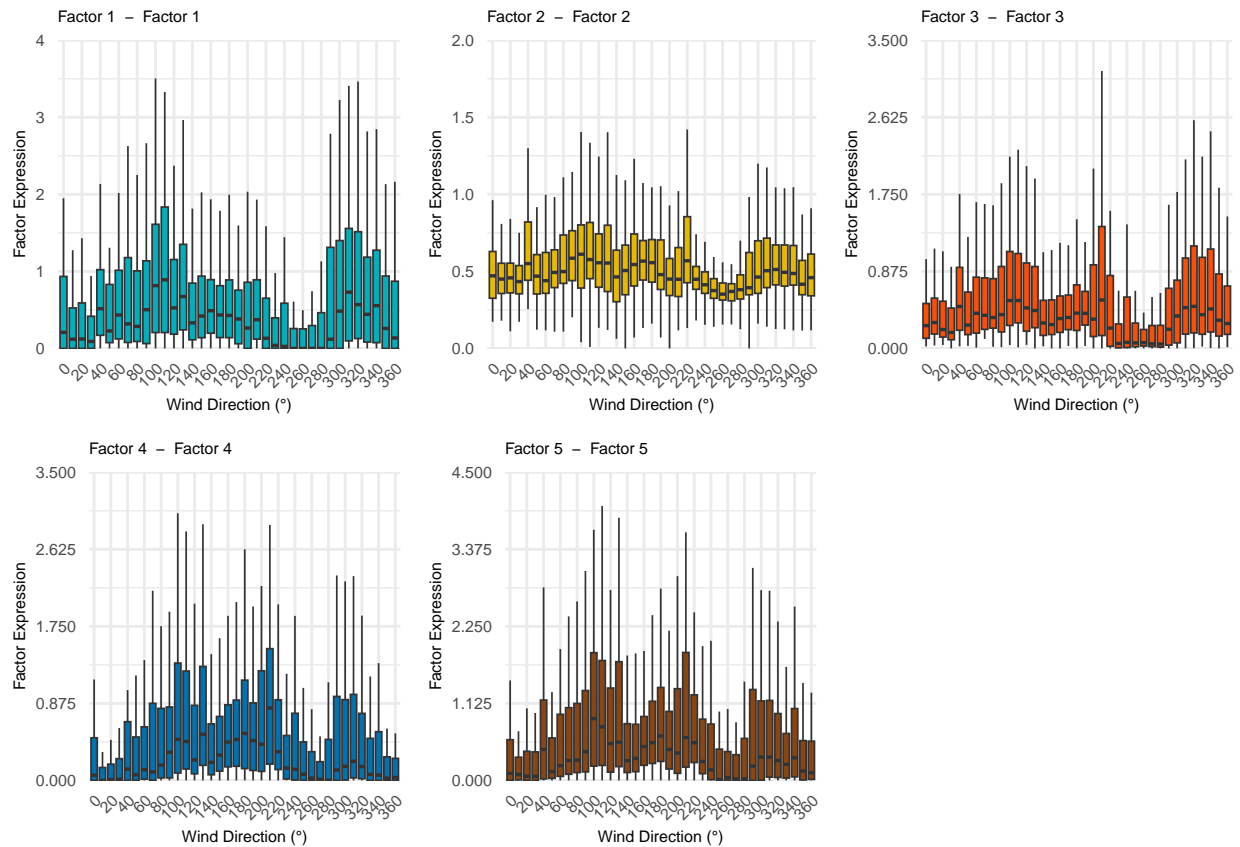 Factor 1 – Factor 1
Factor Expression
4
3
2
1
0
0 20 40 60 80 100 120 140 160 180 200 220 240 260 280 300 320 340 360
Wind Direction (°)
Factor 2 – Factor 2
Factor Expression
2.0
1.5
1.0
0.5
0.0
0 20 40 60 80 100 120 140 160 180 200 220 240 260 280 300 320 340 360
Wind Direction (°)
Factor 3 – Factor 3
Factor Expression
3.500
2.625
1.750
0.875
0.000
0 20 40 60 80 100 120 140 160 180 200 220 240 260 280 300 320 340 360
Wind Direction (°)
Factor 4 – Factor 4
Factor Expression
3.500
2.625
1.750
0.875
0.000
0 20 40 60 80 100 120 140 160 180 200 220 240 260 280 300 320 340 360
Wind Direction (°)
Factor 5 – Factor 5
Factor Expression
4.500
3.375
2.250
1.125
0.000
0 20 40 60 80 100 120 140 160 180 200 220 240 260 280 300 320 340 360
Wind Direction (°)